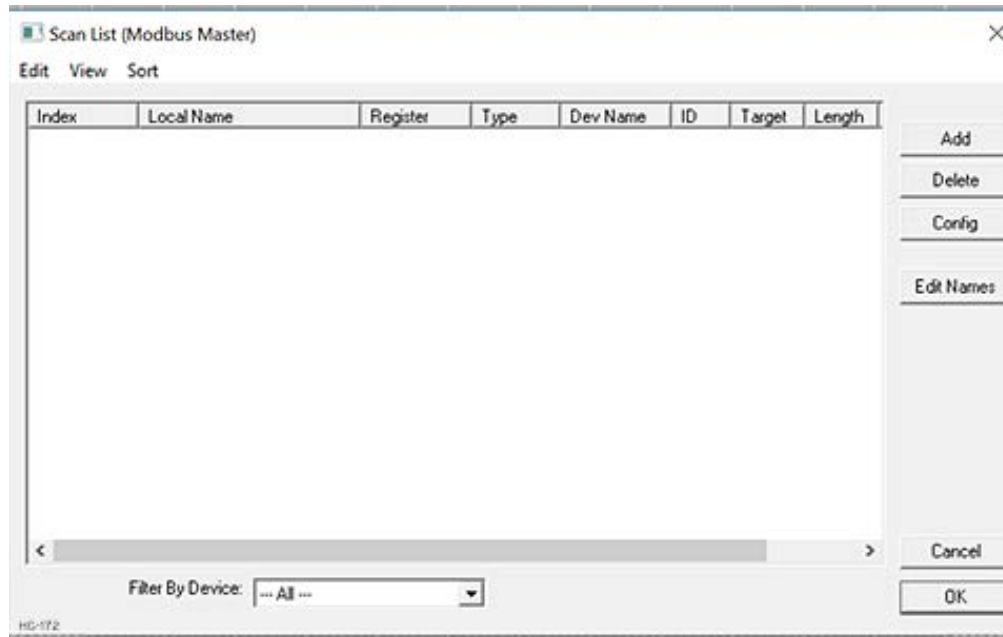 Scan List (Modbus Master)
Edit View Sort
Index Local Name Register Type Dev Name ID Target Length
Add
Delete
Config
Edit Names
Cancel
Filter By Device: --- All ---
OK
HG-172